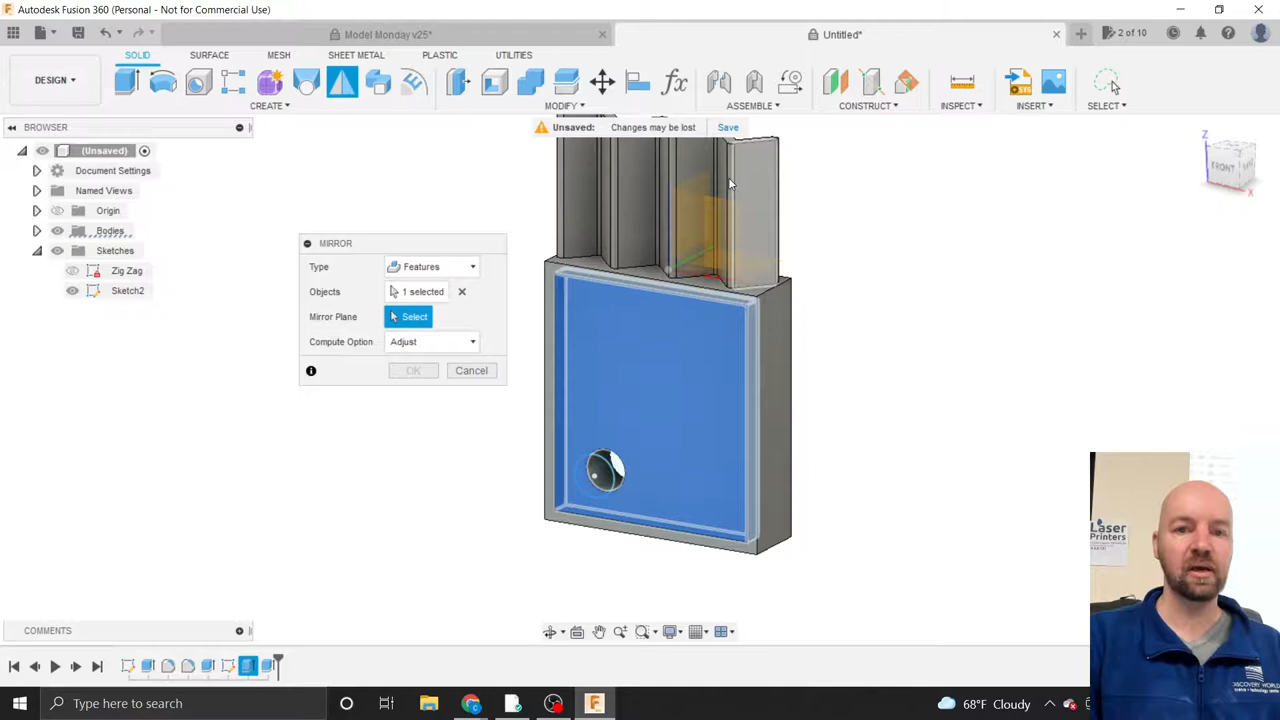 Autodesk Fusion 360 (Personal - Not for Commercial Use)
Model Monday v25*
Untitled*
2 of 10
DESIGN
SOLID
SURFACE
MESH
SHEET METAL
PLASTIC
UTILITIES
CREATE
MODIFY
ASSEMBLE
CONSTRUCT
INSPECT
INSERT
SELECT
BROWSER
Unsaved: Changes may be lost Save
(Unsaved)
Document Settings
Named Views
Origin
Bodies
Sketches
Zig Zag
Sketch2
MIRROR
Type Features
Objects 1 selected
Mirror Plane Select
Compute Option Adjust
OK Cancel
Z
FRONT
X
Laser
Printers
DISCOVERY WORLD
COMMENTS
Type here to search
68°F Cloudy